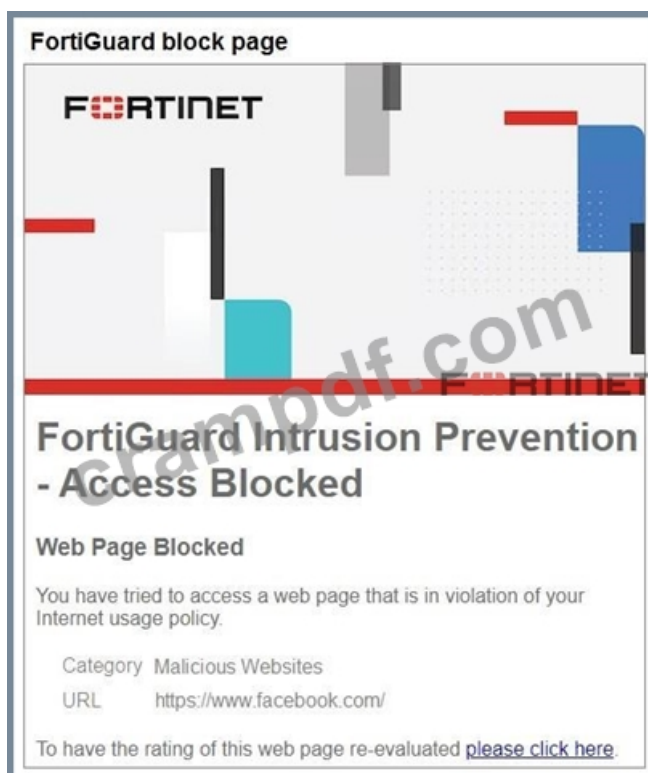 FortiGuard block page
FORTINET
crampdf.com
FORTINET
FortiGuard Intrusion Prevention
- Access Blocked
Web Page Blocked
You have tried to access a web page that is in violation of your
Internet usage policy.
Category Malicious Websites
URL https://www.facebook.com/
To have the rating of this web page re-evaluated please click here.